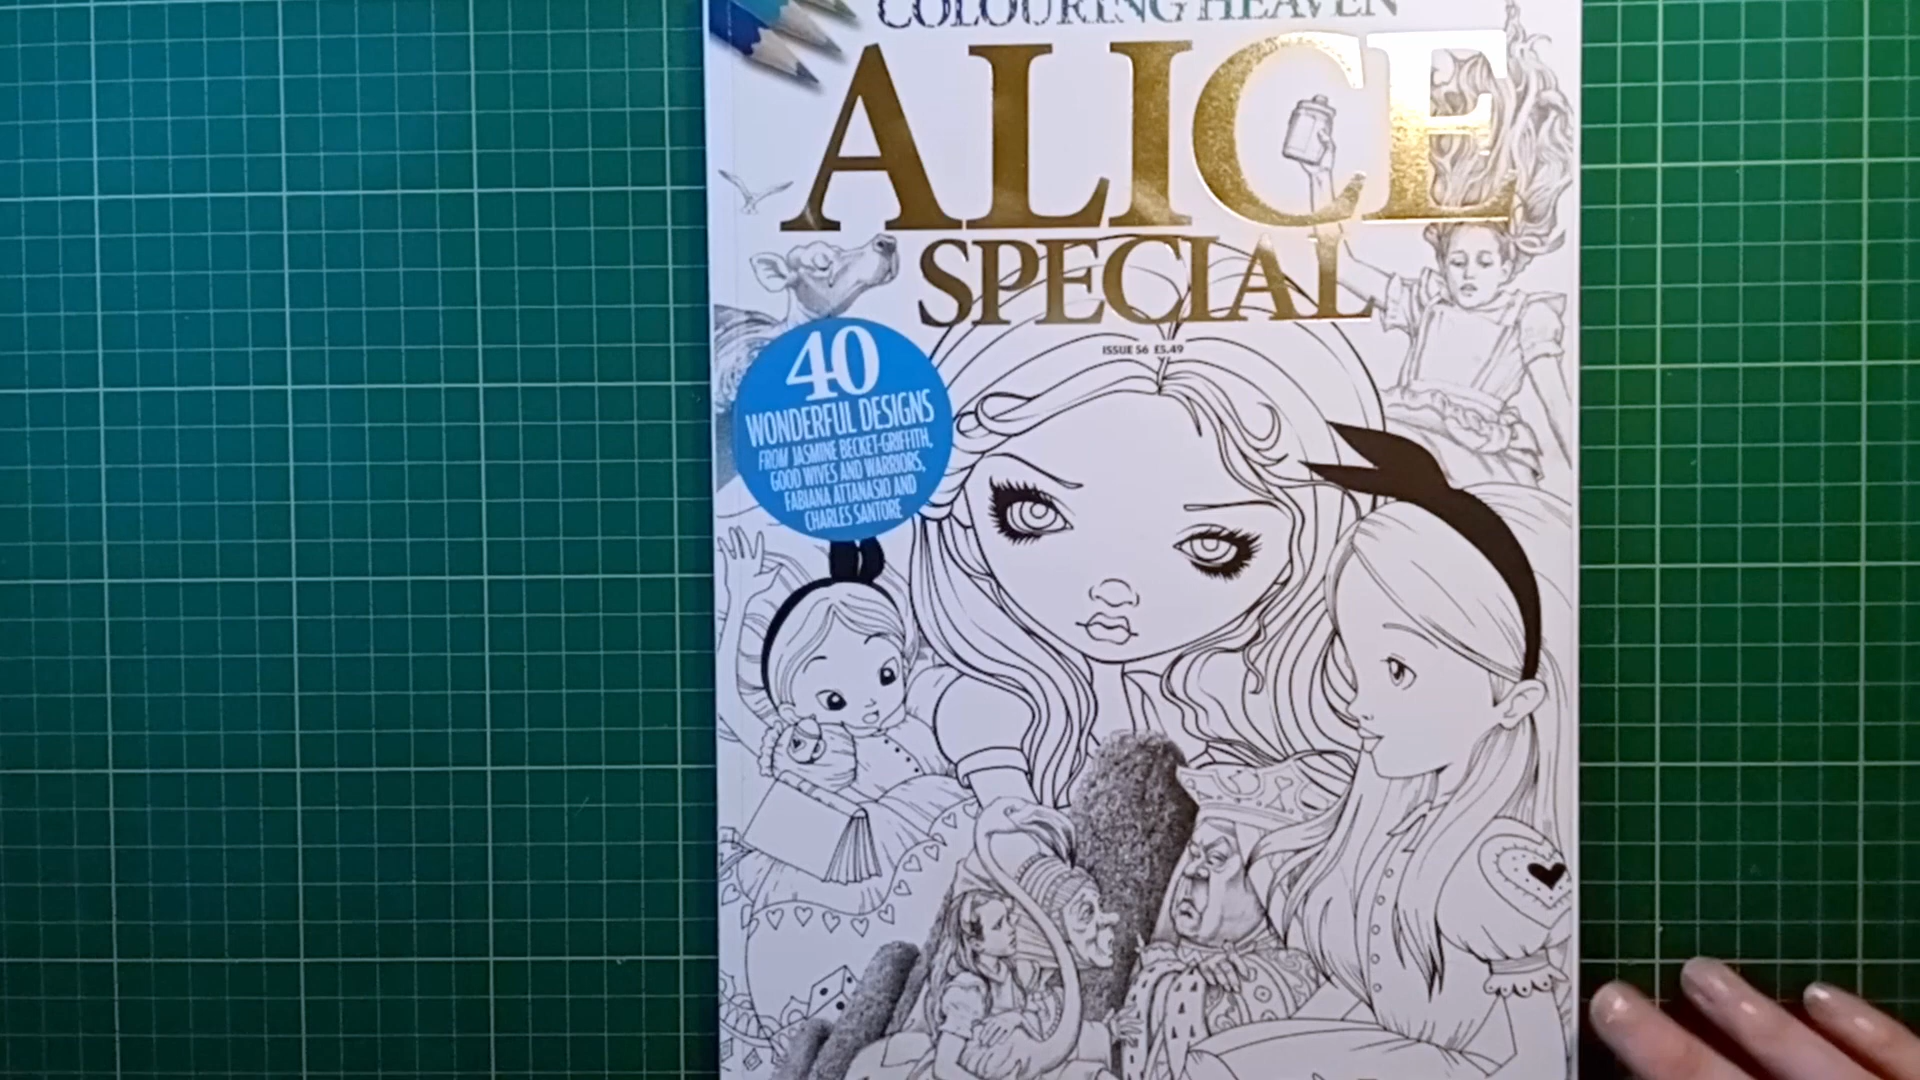 COLOURING HEAVEN
ALICE
SPECIAL
ISSUE 56 £5.49
40
WONDERFUL DESIGNS
FROM JASMINE BECKET-GRIFFITH,
GOOD WIVES AND WARRIORS,
FABIANA ATTANASIO AND
CHARLES SANTORE